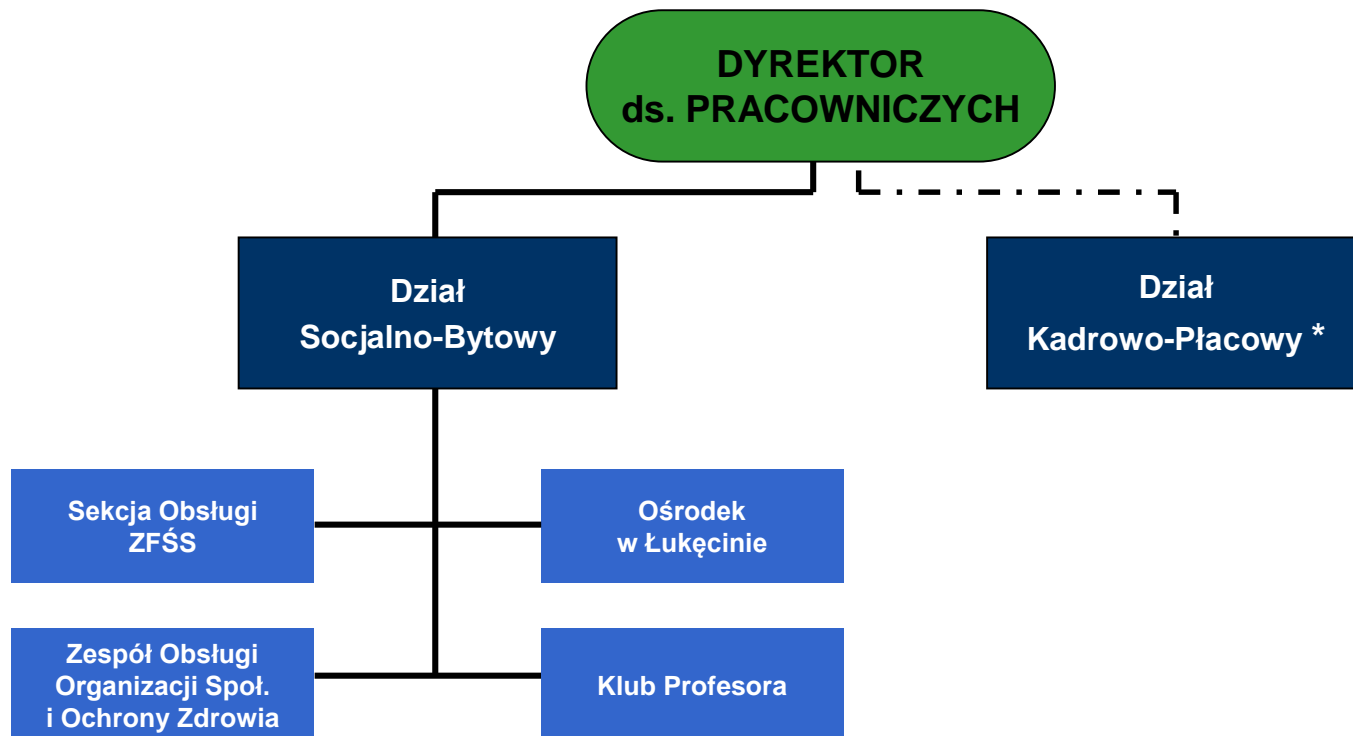 DYREKTOR
ds. PRACOWNICZYCH
Dział
Socjalno-Bytowy
Dział
Kadrowo-Płacowy *
Sekcja Obsługi
ZFŚS
Ośrodek
w Łukęcinie
Zespół Obsługi
Organizacji Społ.
i Ochrony Zdrowia
Klub Profesora